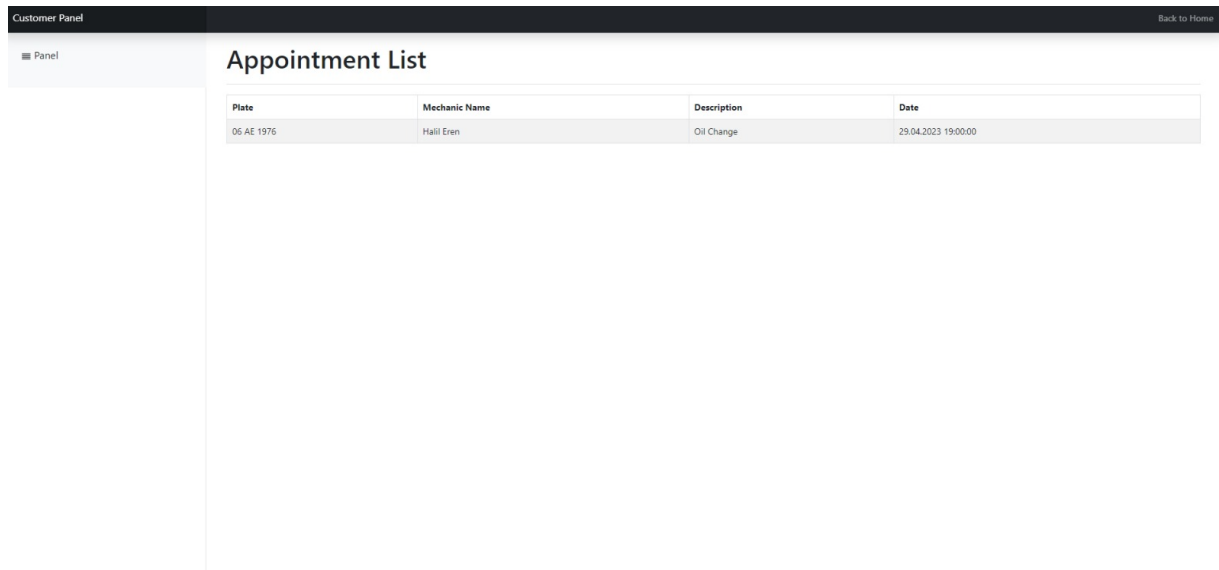 Customer Panel Back to Home
Panel
Appointment List
Plate Mechanic Name Description Date
06 AE 1976 Halil Eren Oil Change 29.04.2023 19:00:00